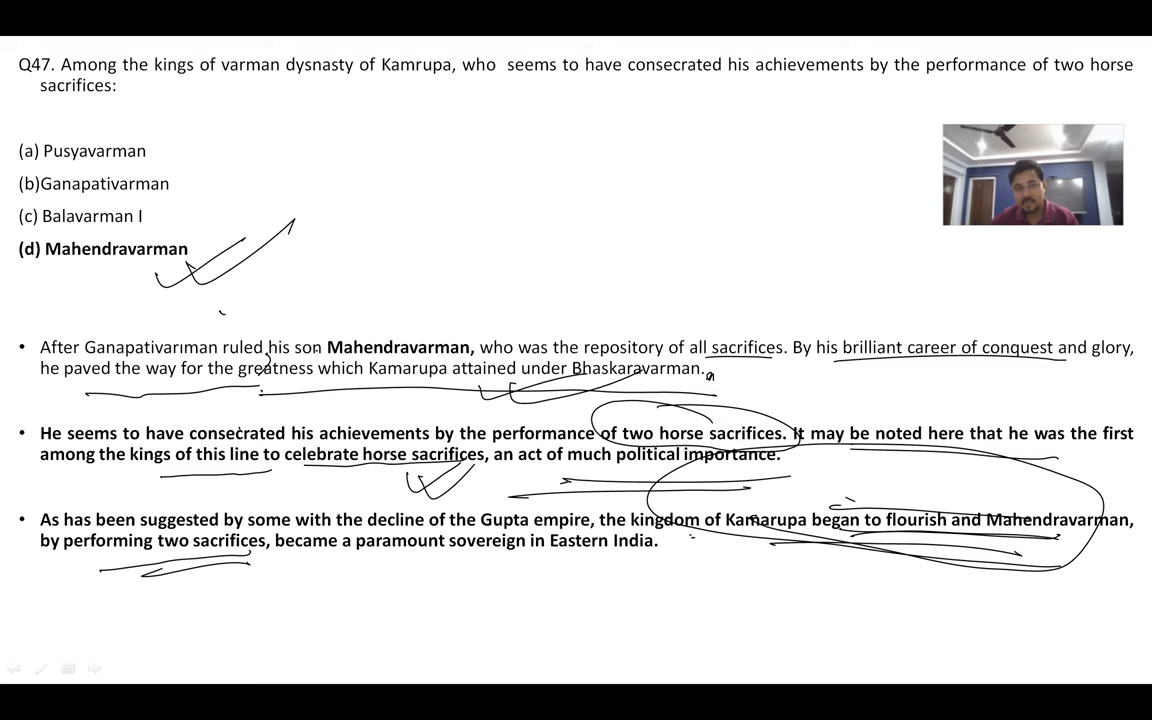 Q47. Among the kings of varman dysnasty of Kamrupa, who seems to have consecrated his achievements by the performance of two horse
sacrifices:
(a) Pusyavarman
(b)Ganapativarman
(c) Balavarman I
(d) Mahendravarman
• After Ganapativarıman ruled his son Mahendravarman, who was the repository of all sacrifices. By his brilliant career of conquest and glory,
he paved the way for the greatness which Kamarupa attained under Bhaskaravarman.
• He seems to have consecrated his achievements by the performance of two horse sacrifices. It may be noted here that he was the first
among the kings of this line to celebrate horse sacrifices, an act of much political importance.
• As has been suggested by some with the decline of the Gupta empire, the kingdom of Kamarupa began to flourish and Mahendravarman,
by performing two sacrifices, became a paramount sovereign in Eastern India.